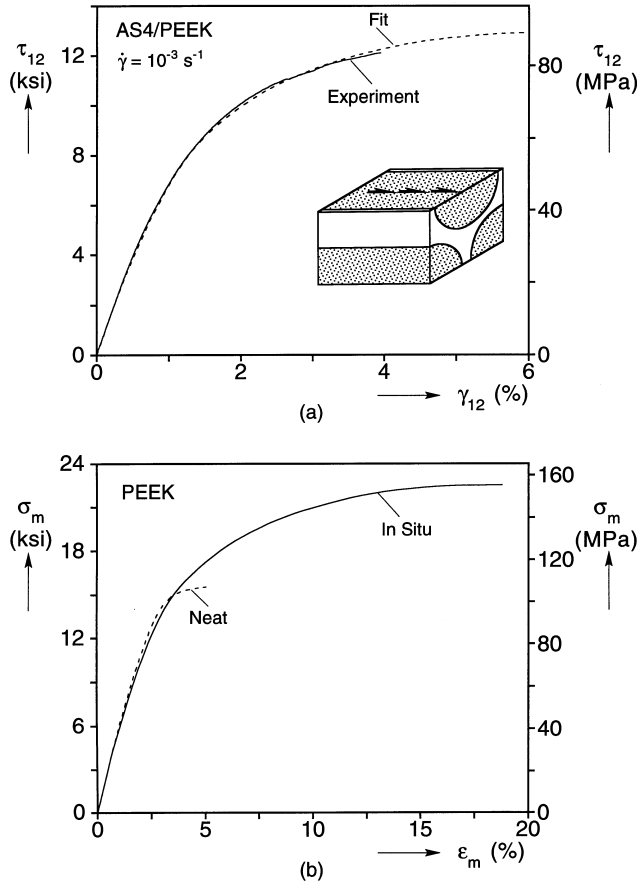 AS4/PEEK
γ̇ = 10⁻³ s⁻¹
τ₁₂
(ksi)
12
8
4
0
Fit
Experiment
τ₁₂
(MPa)
80
40
0
0
2
4
6
γ₁₂ (%)
(a)
PEEK
σₘ
(ksi)
24
18
12
6
0
In Situ
Neat
σₘ
(MPa)
160
120
80
40
0
0
5
10
15
20
εₘ (%)
(b)